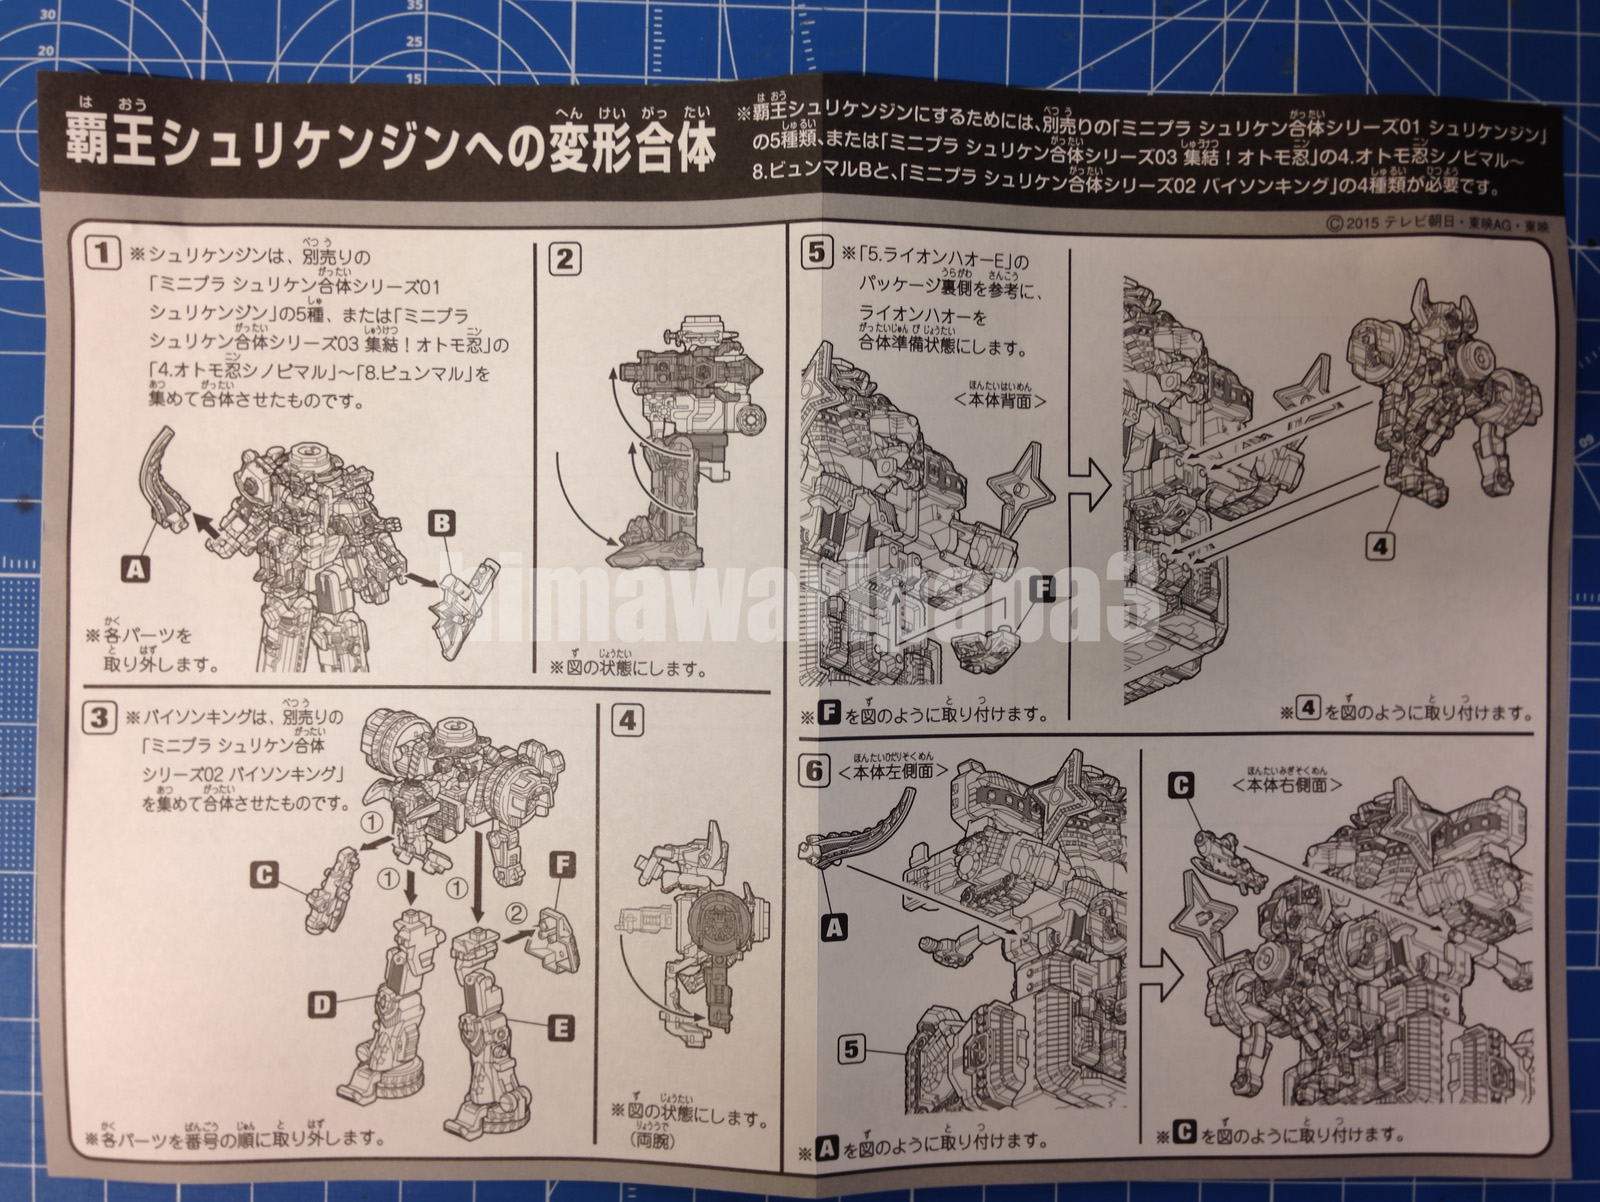 覇王シュリケンジンへの変形合体
は おう へん けい がっ たい
※覇王シュリケンジンにするためには、別売りの「ミニプラ シュリケン合体シリーズ01 シュリケンジン」
の5種類、または「ミニプラ シュリケン合体シリーズ03 集結！オトモ忍」の4.オトモ忍シノビマル〜
8.ビュンマルBと、「ミニプラ シュリケン合体シリーズ02 バイソンキング」の4種類が必要です。
©2015 テレビ朝日・東映AG・東映
1
※シュリケンジンは、別売りの
「ミニプラ シュリケン合体シリーズ01
シュリケンジン」の5種、または「ミニプラ
シュリケン合体シリーズ03 集結！オトモ忍」の
「4.オトモ忍シノビマル」〜「8.ビュンマル」を
集めて合体させたものです。
A
B
※各パーツを
取り外します。
2
※図の状態にします。
3
※バイソンキングは、別売りの
「ミニプラ シュリケン合体
シリーズ02 バイソンキング」
を集めて合体させたものです。
①
①
①
②
C
D
E
F
※各パーツを番号の順に取り外します。
4
※図の状態にします。
（両腕）
5
※「5.ライオンハオーE」の
パッケージ裏側を参考に、
ライオンハオーを
合体準備状態にします。
＜本体背面＞
F
※Fを図のように取り付けます。
4
※4を図のように取り付けます。
6
＜本体左側面＞
A
5
※Aを図のように取り付けます。
C
＜本体右側面＞
※Cを図のように取り付けます。
himawaripapa3
30
20
35
25
15